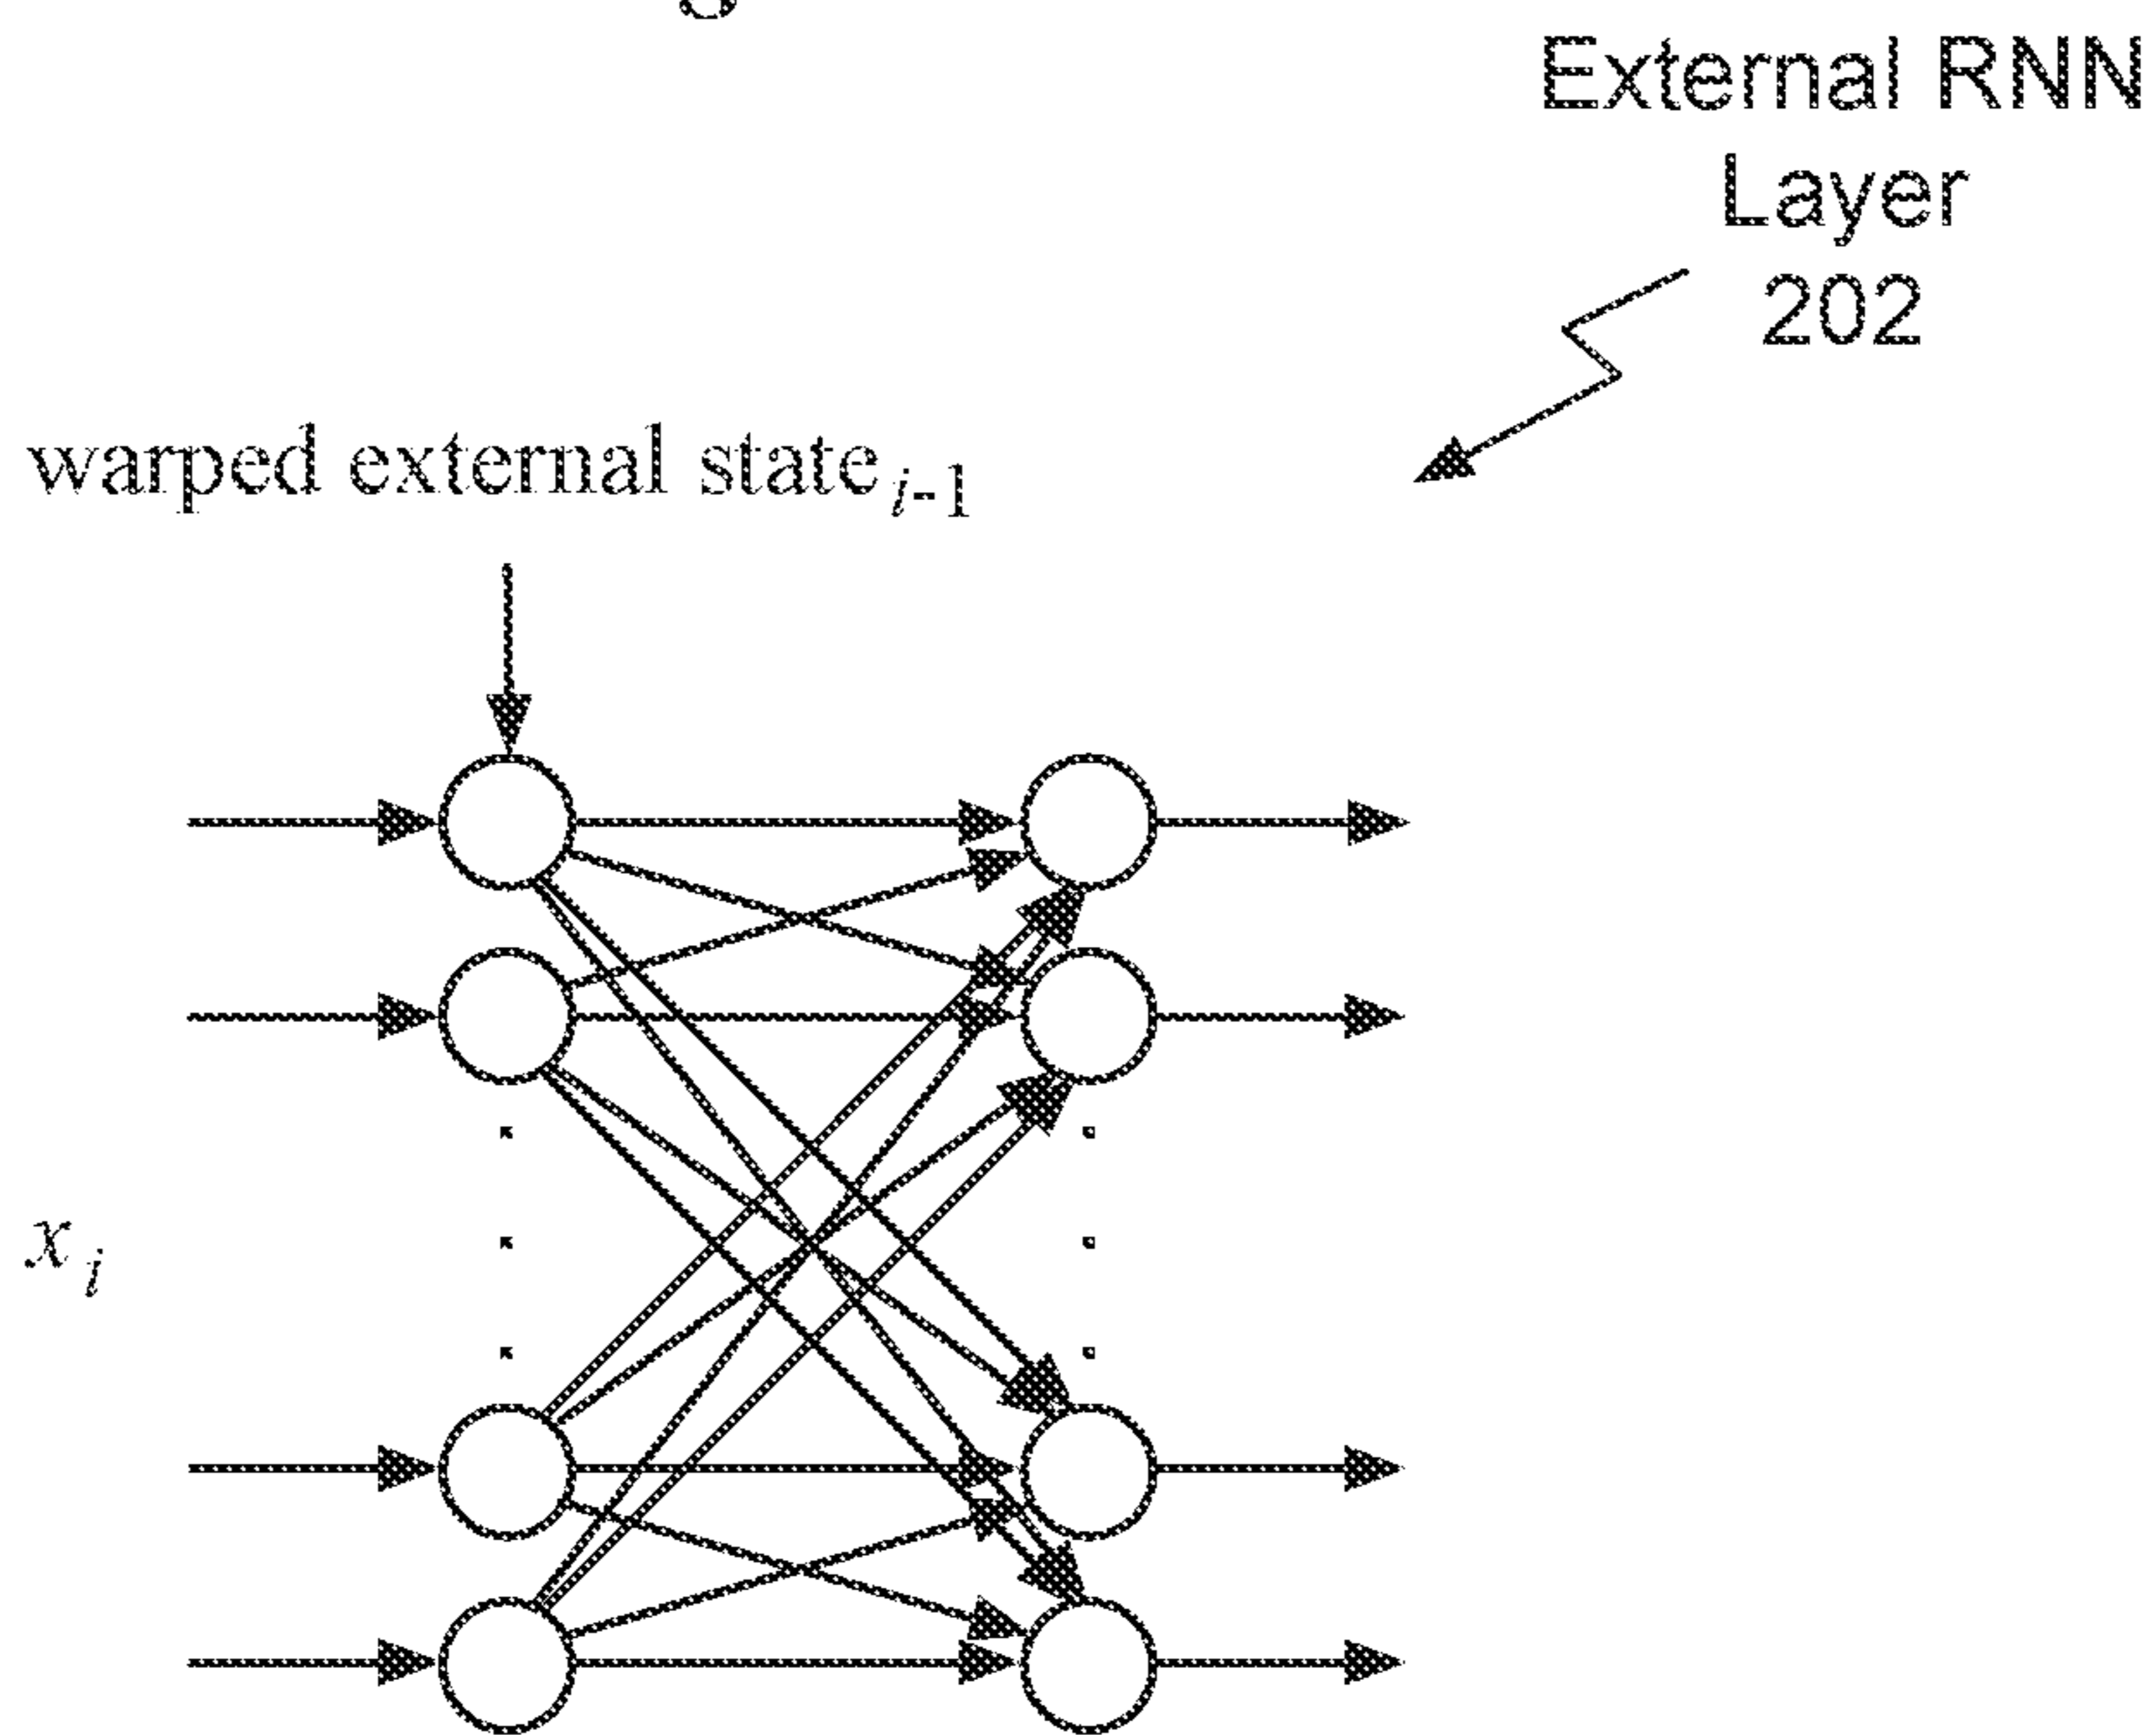 External RNN
Layer
202
warped external state i-1
x i